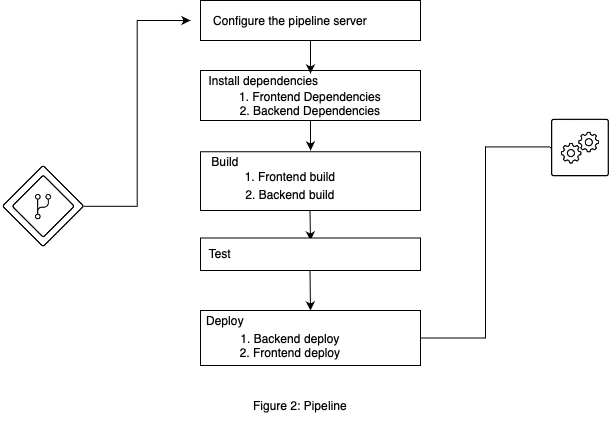 Configure the pipeline server
Install dependencies
1. Frontend Dependencies
2. Backend Dependencies
Build
1. Frontend build
2. Backend build
Test
Deploy
1. Backend deploy
2. Frontend deploy
Figure 2: Pipeline